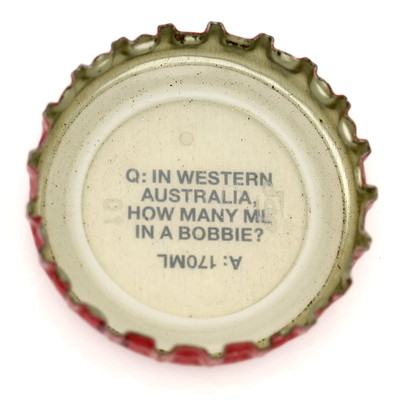 Q: IN WESTERN
AUSTRALIA,
HOW MANY ML
IN A BOBBIE?
A: 170ML